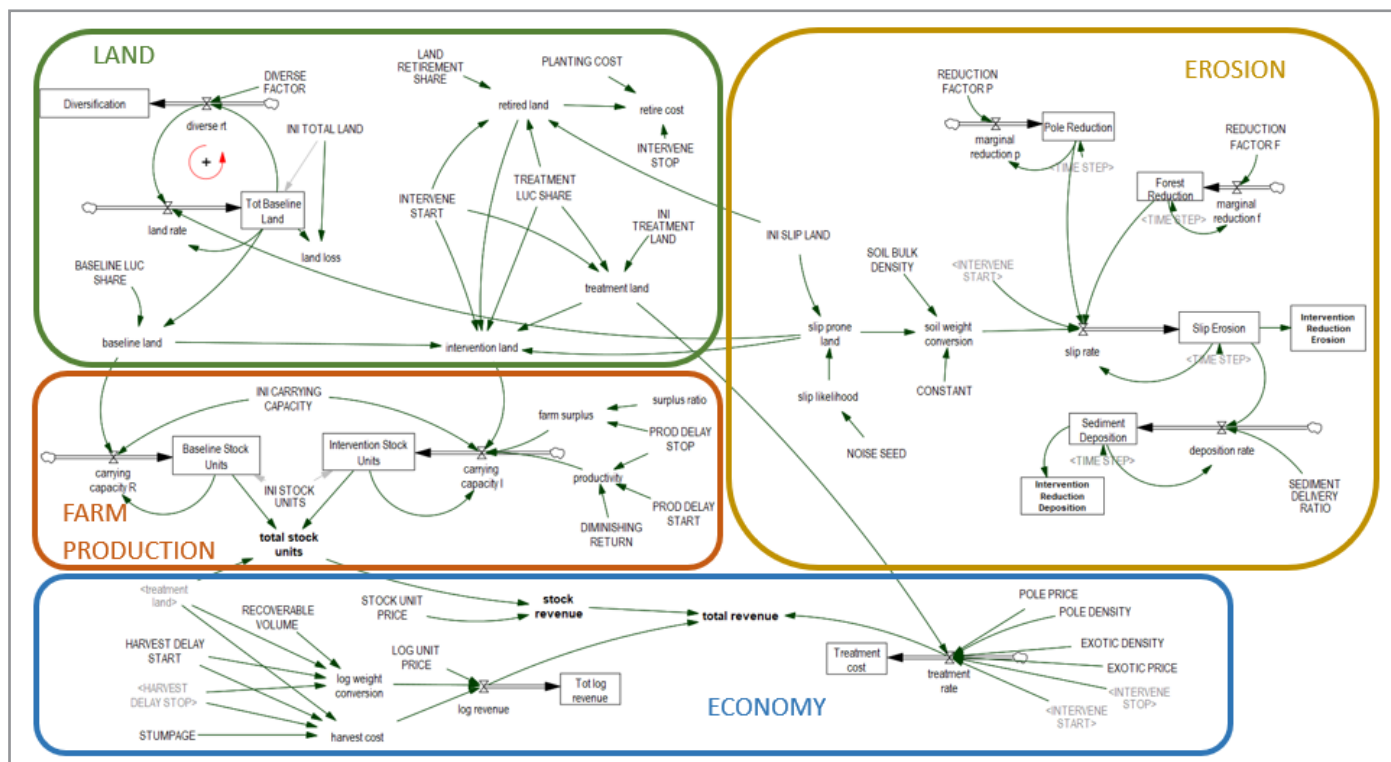 LAND
LAND
RETIREMENT
SHARE
PLANTING COST
DIVERSE
FACTOR
Diversification
retired land
retire cost
diverse rt
INI TOTAL LAND
INTERVENE
STOP
+
TREATMENT
LUC SHARE
INTERVENE
START
Tot Baseline
Land
INI
TREATMENT
LAND
land rate
land loss
BASELINE LUC
SHARE
treatment land
baseline land
intervention land
EROSION
REDUCTION
FACTOR P
Pole Reduction
marginal
reduction p
<TIME STEP>
REDUCTION
FACTOR F
Forest
Reduction
marginal
reduction f
<TIME STEP>
INI SLIP LAND
SOIL BULK
DENSITY
<INTERVENE
START>
slip prone
land
soil weight
conversion
slip rate
Slip Erosion
<TIME STEP>
Intervention
Reduction
Erosion
slip likelihood
CONSTANT
NOISE SEED
Sediment
Deposition
<TIME STEP>
deposition rate
Intervention
Reduction
Deposition
SEDIMENT
DELIVERY
RATIO
INI CARRYING
CAPACITY
farm surplus
surplus ratio
PROD DELAY
STOP
Baseline Stock
Units
Intervention Stock
Units
carrying
capacity R
carrying
capacity I
INI STOCK
UNITS
productivity
PROD DELAY
START
DIMINISHING
RETURN
FARM
PRODUCTION
total stock
units
<treatment
land>
RECOVERABLE
VOLUME
STOCK UNIT
PRICE
stock
revenue
total revenue
POLE PRICE
POLE DENSITY
EXOTIC DENSITY
EXOTIC PRICE
HARVEST DELAY
START
LOG UNIT
PRICE
Treatment
cost
treatment
rate
log weight
conversion
<HARVEST
DELAY STOP>
log revenue
Tot log
revenue
<INTERVENE
STOP>
<INTERVENE
START>
STUMPAGE
harvest cost
ECONOMY